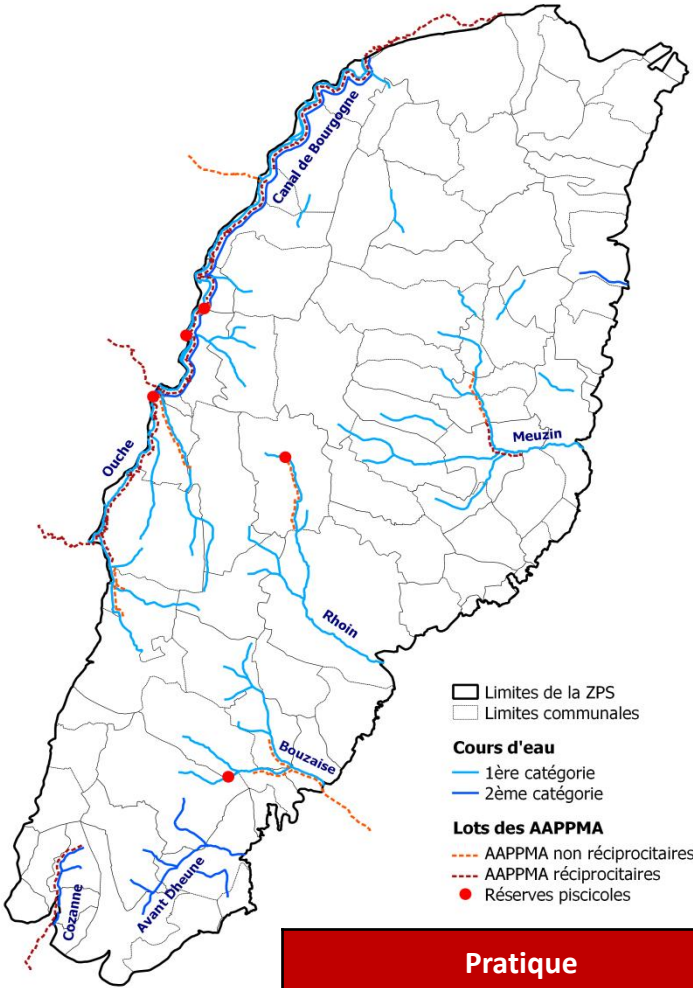 Canal de Bourgogne
Ouche
Meuzin
Rhoin
Bouzaise
Avant Dheune
Cozanne
Limites de la ZPS
Limites communales
Cours d'eau
1ère catégorie
2ème catégorie
Lots des AAPPMA
AAPPMA non réciprocitaires
AAPPMA réciprocitaires
Réserves piscicoles
Pratique